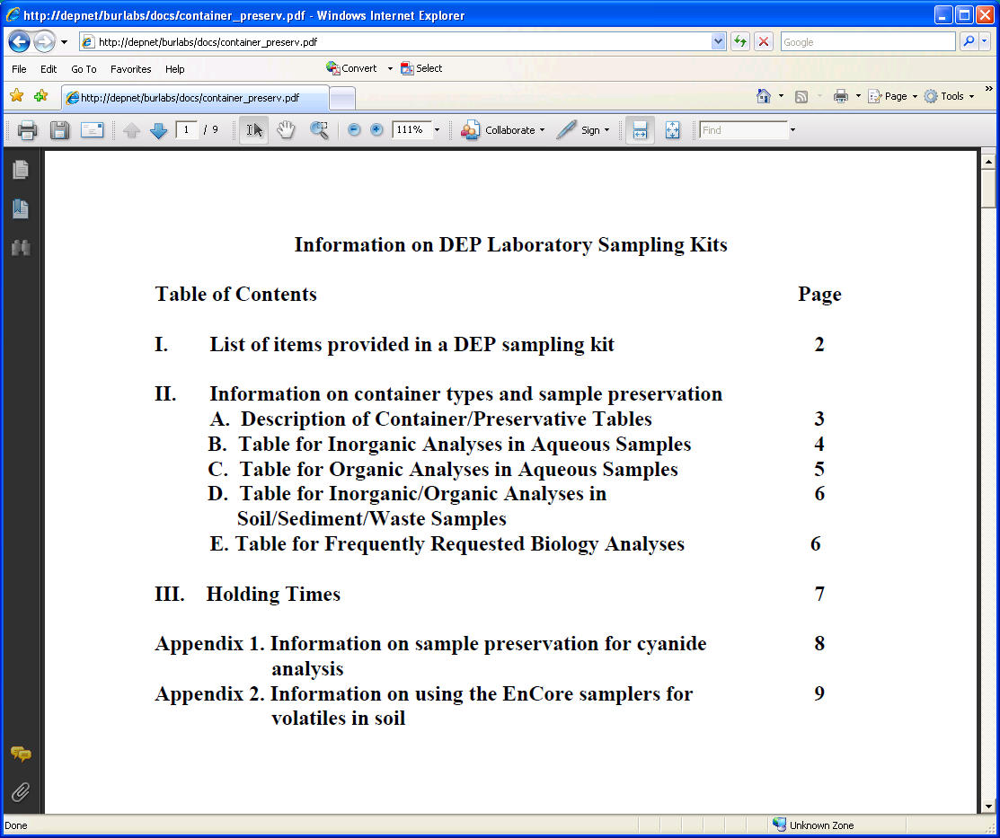 http://depnet/burlabs/docs/container_preserv.pdf - Windows Internet Explorer
http://depnet/burlabs/docs/container_preserv.pdf
Google
File Edit Go To Favorites Help
Convert Select
http://depnet/burlabs/docs/container_preserv.pdf
Page Tools
1 / 9 111% Collaborate Sign Find
Information on DEP Laboratory Sampling Kits
Table of Contents Page
I. List of items provided in a DEP sampling kit 2
II. Information on container types and sample preservation
A. Description of Container/Preservative Tables 3
B. Table for Inorganic Analyses in Aqueous Samples 4
C. Table for Organic Analyses in Aqueous Samples 5
D. Table for Inorganic/Organic Analyses in 6
Soil/Sediment/Waste Samples
E. Table for Frequently Requested Biology Analyses 6
III. Holding Times 7
Appendix 1. Information on sample preservation for cyanide 8
analysis
Appendix 2. Information on using the EnCore samplers for 9
volatiles in soil
Done Unknown Zone